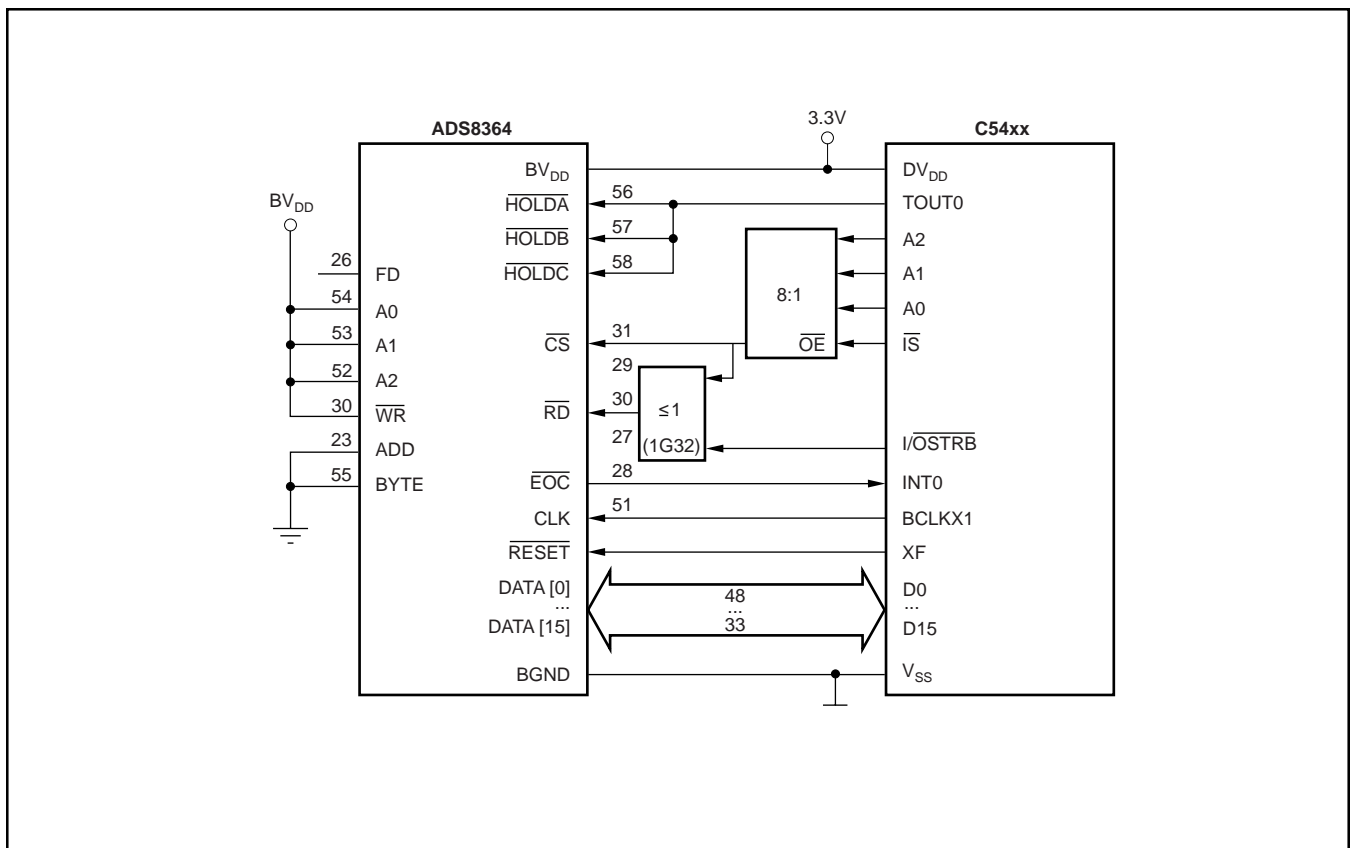 ADS8364
3.3V
C54xx
BVDD
FD
A0
A1
A2
WR
ADD
BYTE
26
54
53
52
30
23
55
BVDD
HOLDA
HOLDB
HOLDC
CS
RD
EOC
CLK
RESET
DATA [0]
...
DATA [15]
BGND
56
57
58
31
29
30
27
28
51
8:1
OE
≤1
(1G32)
48
...
33
DVDD
TOUT0
A2
A1
A0
IS
I/OSTRB
INT0
BCLKX1
XF
D0
...
D15
VSS